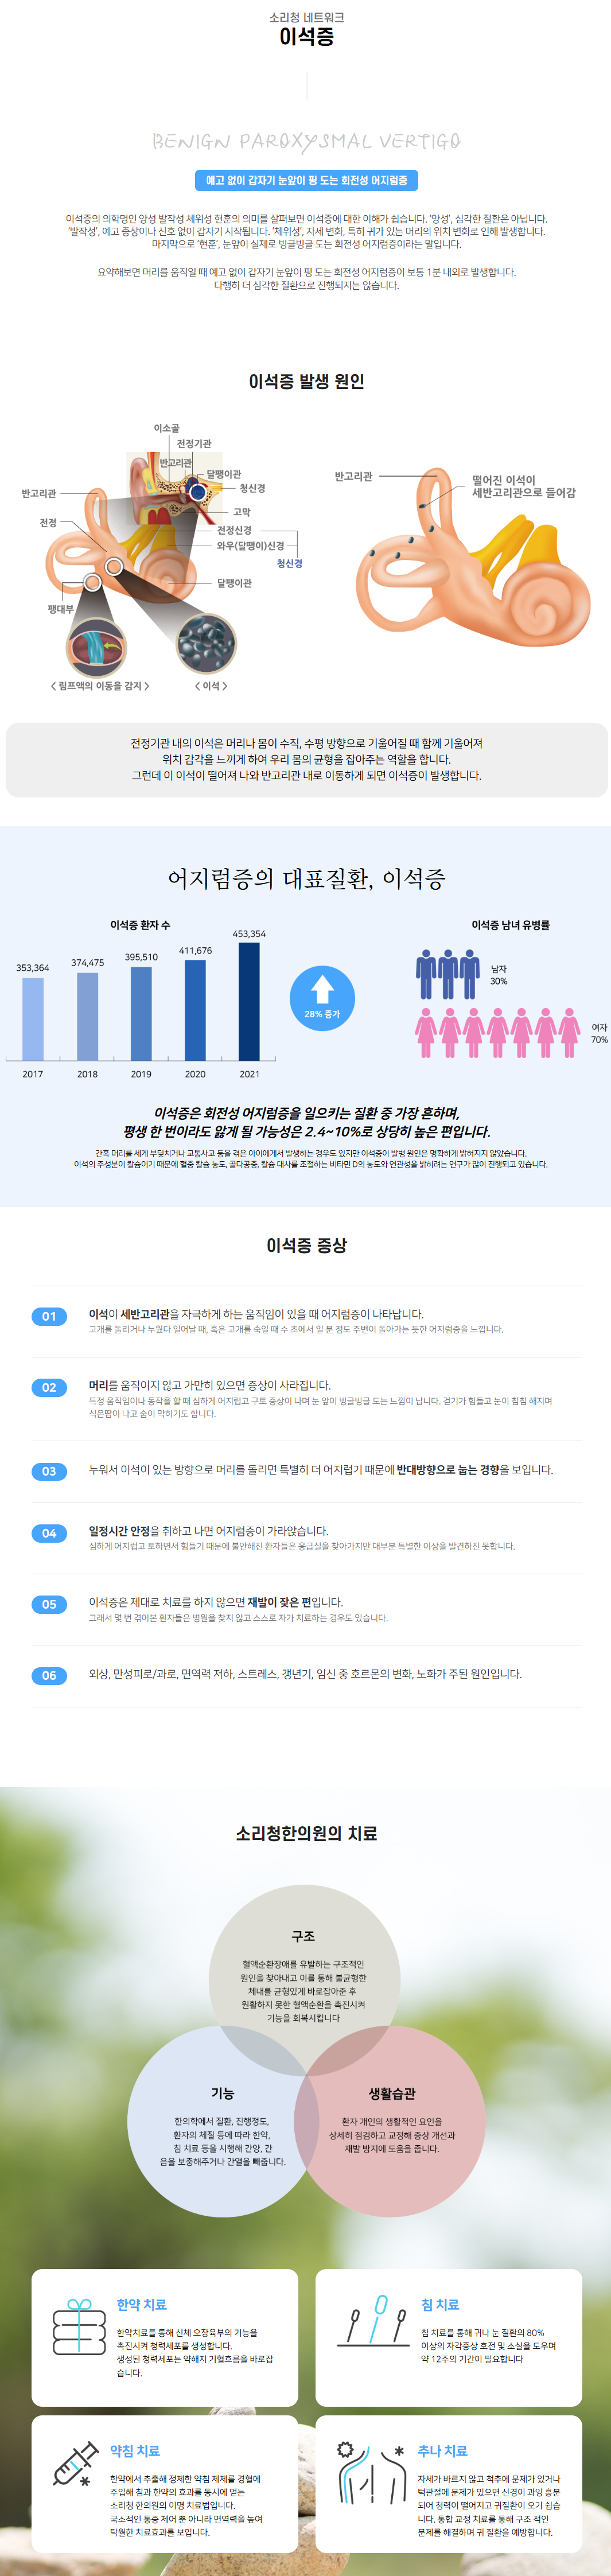 소리청 네트워크
이석증
BENIGN PAROXYSMAL VERTIGO
예고 없이 갑자기 눈앞이 핑 도는 회전성 어지럼증
이석증의 의학명인 양성 발작성 체위성 현훈의 의미를 살펴보면 이석증에 대한 이해가 쉽습니다. '양성', 심각한 질환은 아닙니다.
'발작성', 예고 증상이나 신호 없이 갑자기 시작됩니다. '체위성', 자세 변화, 특히 귀가 있는 머리의 위치 변화로 인해 발생합니다.
마지막으로 '현훈', 눈앞이 실제로 빙글빙글 도는 회전성 어지럼증이라는 말입니다.
요약해보면 머리를 움직일 때 예고 없이 갑자기 눈앞이 핑 도는 회전성 어지럼증이 보통 1분 내외로 발생합니다.
다행히 더 심각한 질환으로 진행되지는 않습니다.
이석증 발생 원인
이소골
전정기관
반고리관
달팽이관
청신경
고막
반고리관
전정
전정신경
와우(달팽이)신경
청신경
달팽이관
팽대부
< 림프액의 이동을 감지 >
< 이석 >
반고리관
떨어진 이석이
세반고리관으로 들어감
전정기관 내의 이석은 머리나 몸이 수직, 수평 방향으로 기울어질 때 함께 기울어져
위치 감각을 느끼게 하여 우리 몸의 균형을 잡아주는 역할을 합니다.
그런데 이 이석이 떨어져 나와 반고리관 내로 이동하게 되면 이석증이 발생합니다.
어지럼증의 대표질환, 이석증
이석증 환자 수
353,364
374,475
395,510
411,676
453,354
2017
2018
2019
2020
2021
28% 증가
이석증 남녀 유병률
남자
30%
여자
70%
이석증은 회전성 어지럼증을 일으키는 질환 중 가장 흔하며,
평생 한 번이라도 앓게 될 가능성은 2.4~10%로 상당히 높은 편입니다.
간혹 머리를 세게 부딪치거나 교통사고 등을 겪은 아이에게서 발생하는 경우도 있지만 이석증이 발병 원인은 명확하게 밝혀지지 않았습니다.
이석의 주성분이 칼슘이기 때문에 혈중 칼슘 농도, 골다공증, 칼슘 대사를 조절하는 비타민 D의 농도와 연관성을 밝히려는 연구가 많이 진행되고 있습니다.
이석증 증상
01
이석이 세반고리관을 자극하게 하는 움직임이 있을 때 어지럼증이 나타납니다.
고개를 돌리거나 누웠다 일어날 때, 혹은 고개를 숙일 때 수 초에서 일 분 정도 주변이 돌아가는 듯한 어지럼증을 느낍니다.
02
머리를 움직이지 않고 가만히 있으면 증상이 사라집니다.
특정 움직임이나 동작을 할 때 심하게 어지럽고 구토 증상이 나며 눈 앞이 빙글빙글 도는 느낌이 납니다. 걷기가 힘들고 눈이 침침 해지며
식은땀이 나고 숨이 막히기도 합니다.
03
누워서 이석이 있는 방향으로 머리를 돌리면 특별히 더 어지럽기 때문에 반대방향으로 눕는 경향을 보입니다.
04
일정시간 안정을 취하고 나면 어지럼증이 가라앉습니다.
심하게 어지럽고 토하면서 힘들기 때문에 불안해진 환자들은 응급실을 찾아가지만 대부분 특별한 이상을 발견하진 못합니다.
05
이석증은 제대로 치료를 하지 않으면 재발이 잦은 편입니다.
그래서 몇 번 겪어본 환자들은 병원을 찾지 않고 스스로 자가 치료하는 경우도 있습니다.
06
외상, 만성피로/과로, 면역력 저하, 스트레스, 갱년기, 임신 중 호르몬의 변화, 노화가 주된 원인입니다.
소리청한의원의 치료
구조
혈액순환장애를 유발하는 구조적인
원인을 찾아내고 이를 통해 불균형한
체내를 균형있게 바로잡아준 후
원활하지 못한 혈액순환을 촉진시켜
기능을 회복시킵니다
기능
한의학에서 질환, 진행정도,
환자의 체질 등에 따라 한약,
침 치료 등을 시행해 간양, 간
음을 보충해주거나 간열을 빼줍니다.
생활습관
환자 개인의 생활적인 요인을
상세히 점검하고 교정해 증상 개선과
재발 방지에 도움을 줍니다.
한약 치료
한약치료를 통해 신체 오장육부의 기능을
촉진시켜 청력세포를 생성합니다.
생성된 청력세포는 약해지 기혈흐름을 바로잡
습니다.
침 치료
침 치료를 통해 귀나 눈 질환의 80%
이상의 자각증상 호전 및 소실을 도우며
약 12주의 기간이 필요합니다
약침 치료
한약에서 추출해 정제한 약침 제제를 경혈에
주입해 침과 한약의 효과를 동시에 얻는
소리청 한의원의 이명 치료법입니다.
국소적인 통증 제어 뿐 아니라 면역력을 높여
탁월한 치료효과를 보입니다.
추나 치료
자세가 바르지 않고 척추에 문제가 있거나
턱관절에 문제가 있으면 신경이 과잉 흥분
되어 청력이 떨어지고 귀질환이 오기 쉽습
니다. 통합 교정 치료를 통해 구조 적인
문제를 해결하며 귀 질환을 예방합니다.